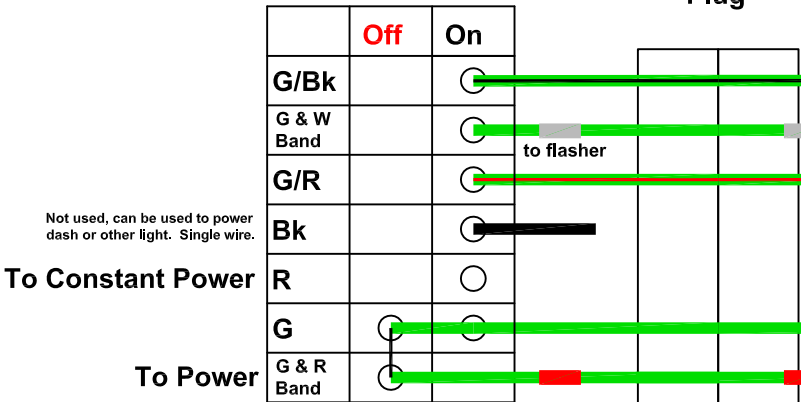 Plug
Off On
G/Bk
G & W
Band
to flasher
G/R
Not used, can be used to power
dash or other light. Single wire.
Bk
To Constant Power R
G
To Power
G & R
Band